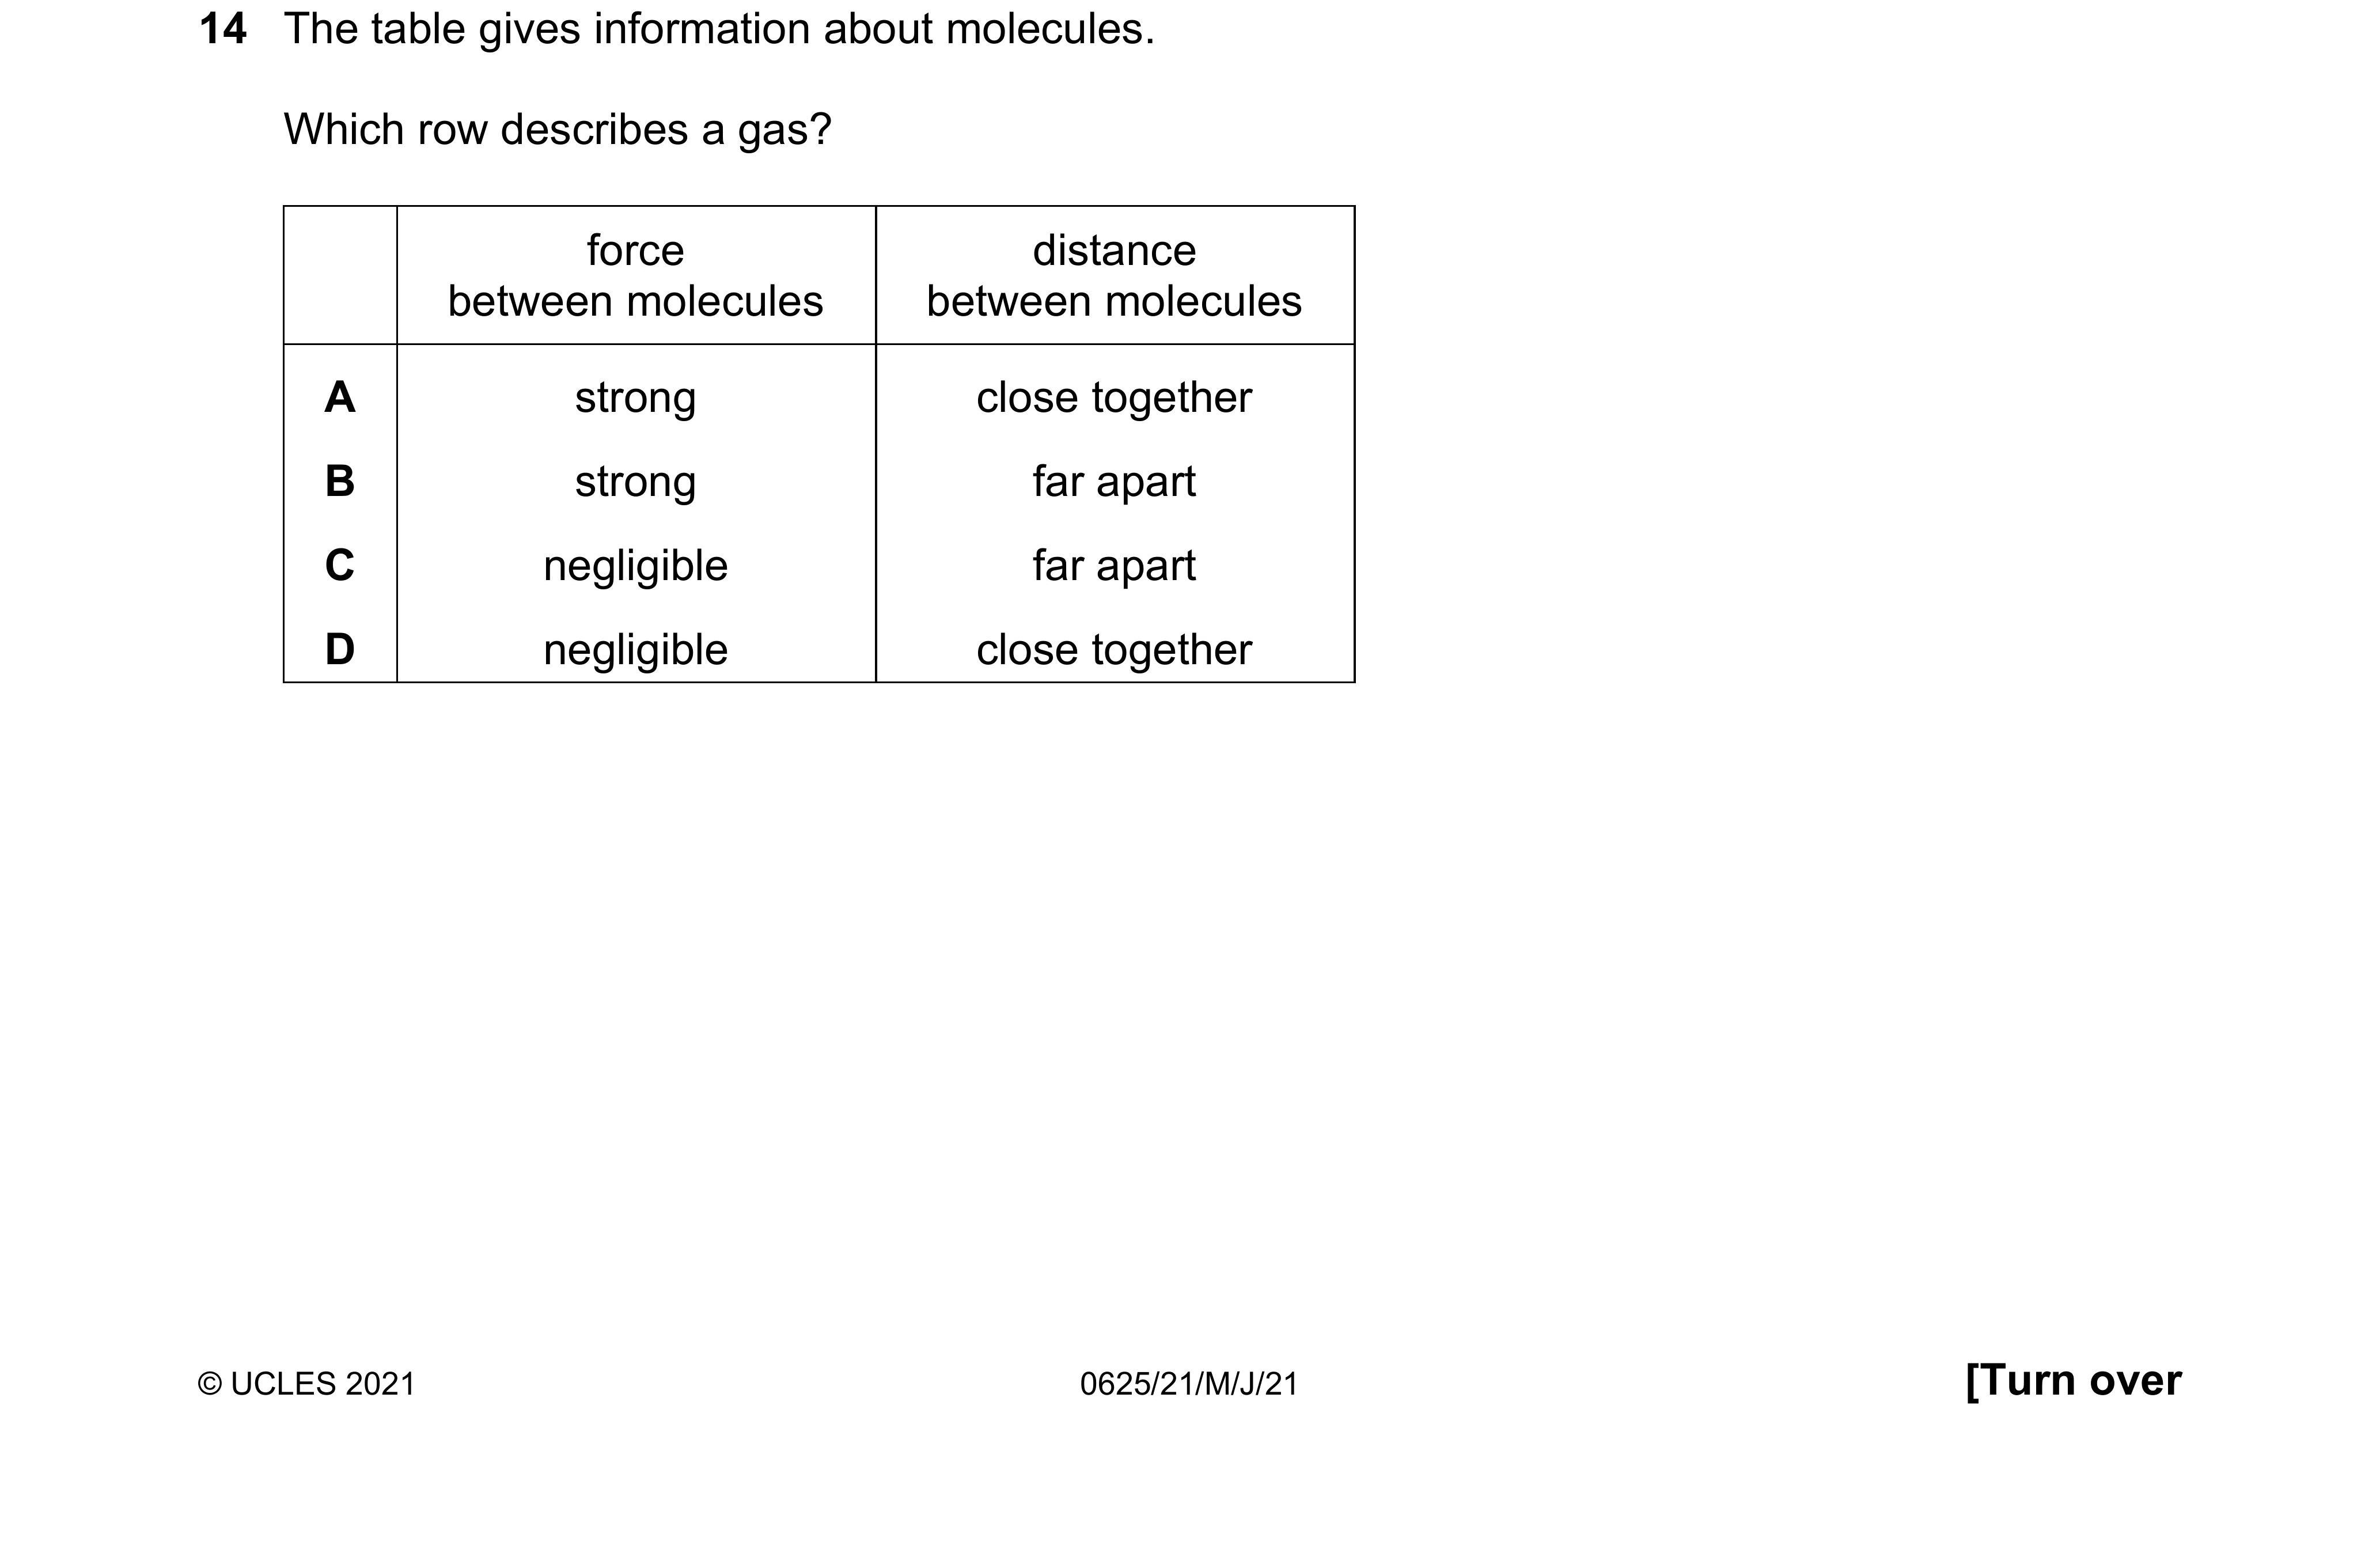 14 The table gives information about molecules.
Which row describes a gas?
force
between molecules
distance
between molecules
A strong close together
B strong far apart
C negligible far apart
D negligible close together
© UCLES 2021 0625/21/M/J/21 [Turn over